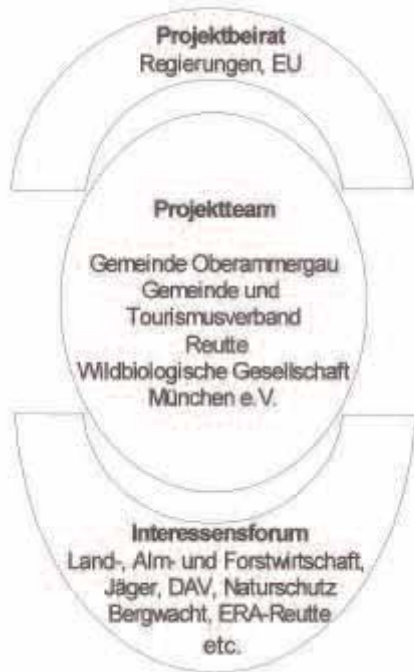 Projektbeirat
Regierungen, EU
Projektteam
Gemeinde Oberammergau
Gemeinde und
Tourismusverband
Reutte
Wildbiologische Gesellschaft
München e.V.
Interessensforum
Land-, Alm- und Forstwirtschaft,
Jäger, DAV, Naturschutz
Bergwacht, ERA-Reutte
etc.